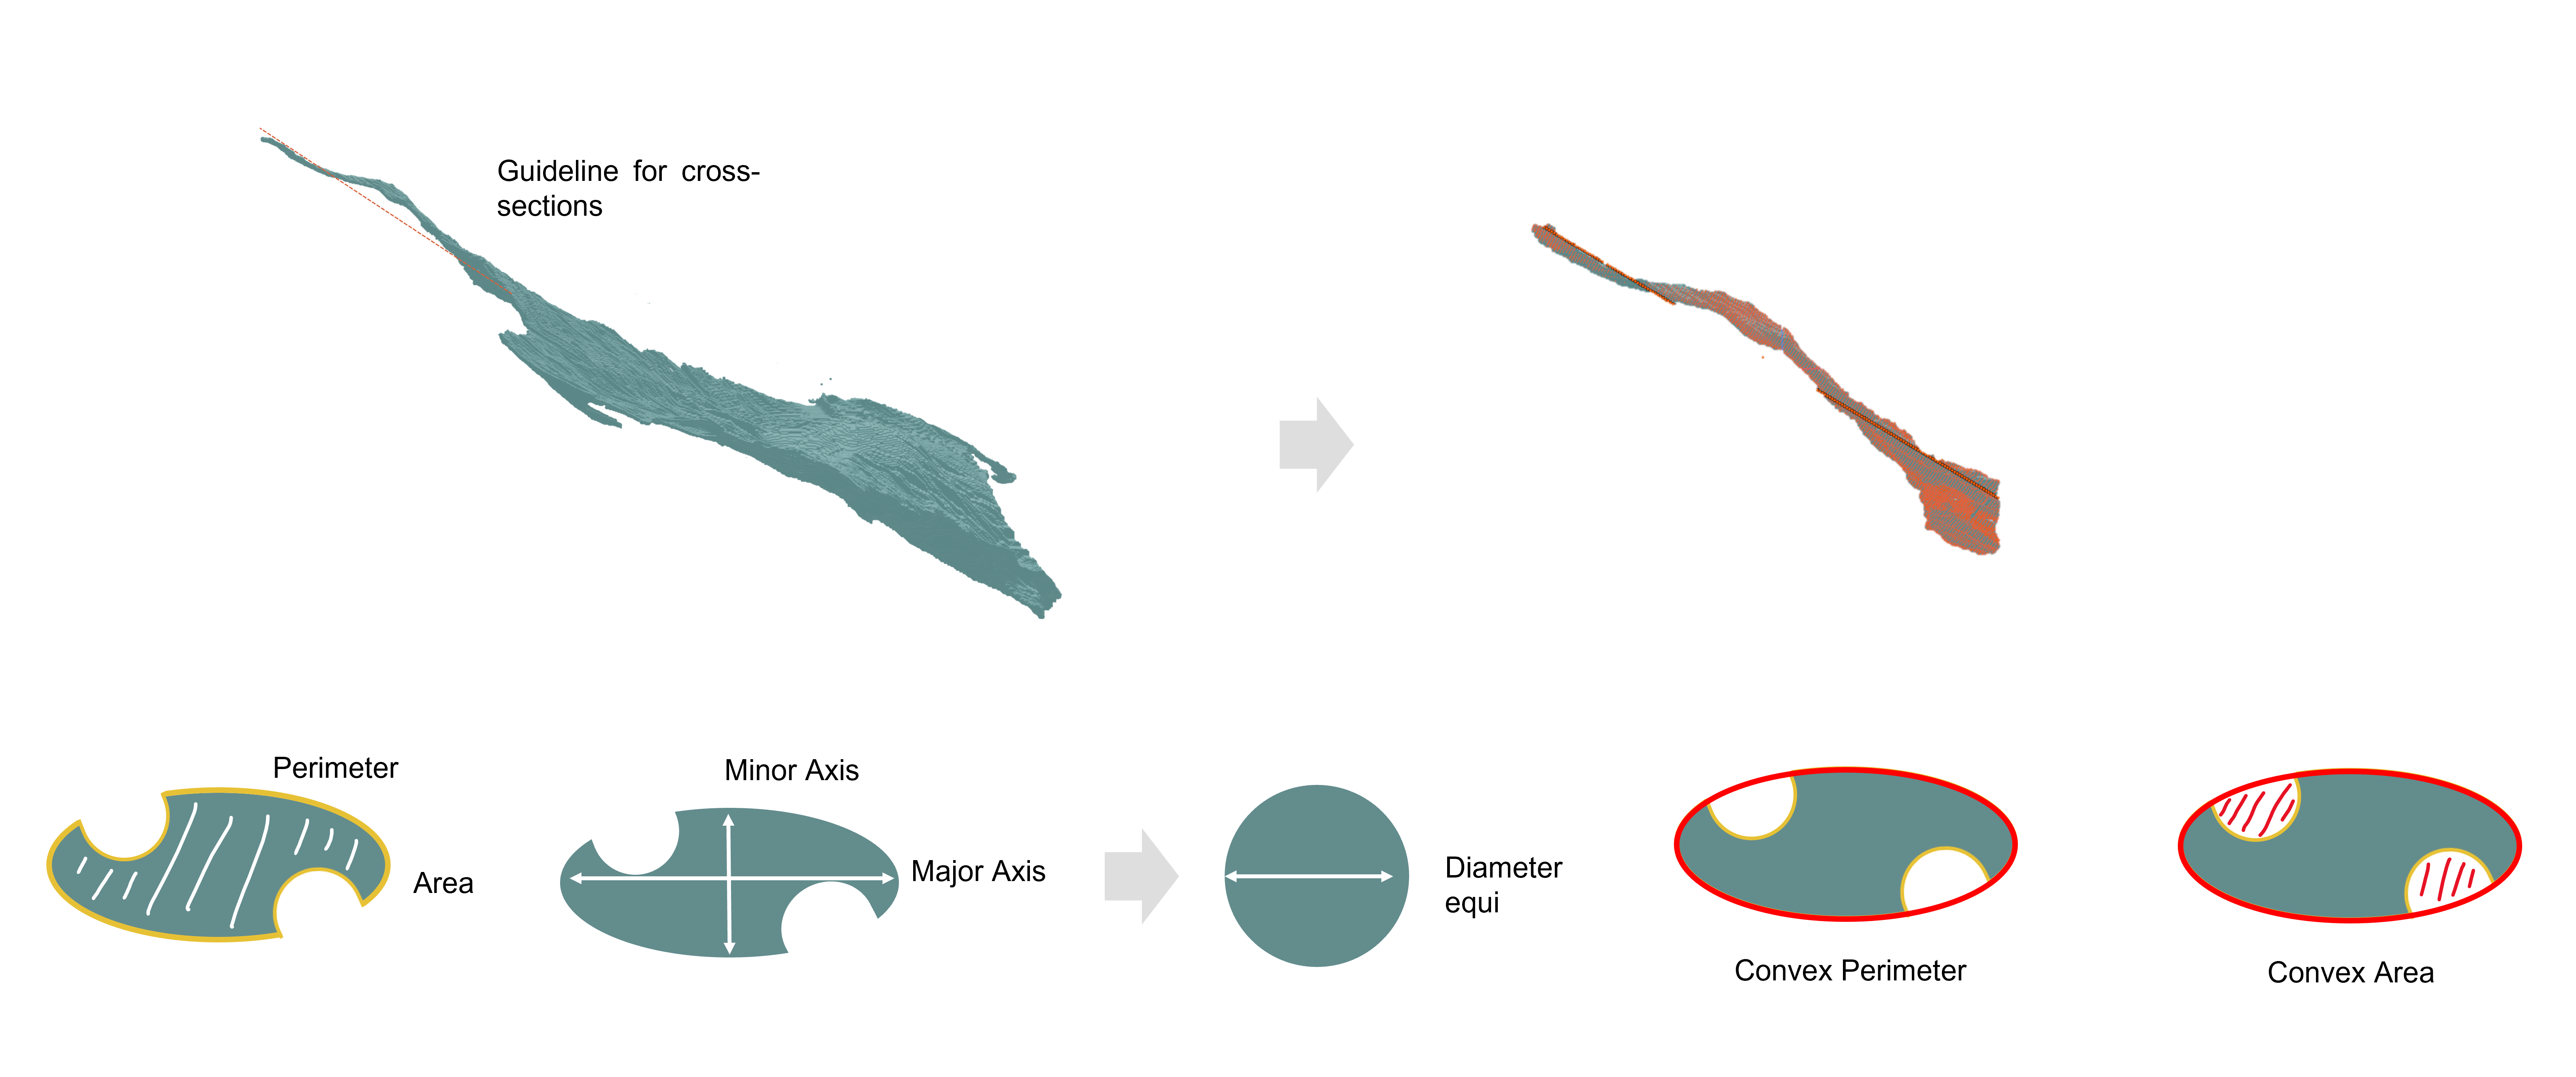 Guideline for cross-
sections
Perimeter
Area
Minor Axis
Major Axis
Diameter
equi
Convex Perimeter
Convex Area